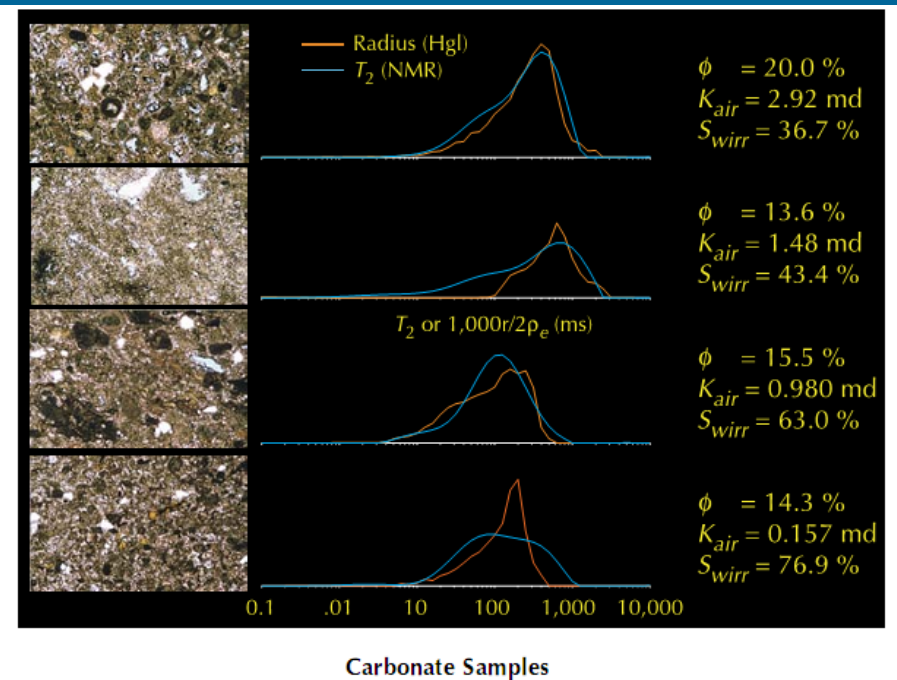 Radius (Hgl)
T2 (NMR)
ϕ = 20.0 %
Kair = 2.92 md
Swirr = 36.7 %
ϕ = 13.6 %
Kair = 1.48 md
Swirr = 43.4 %
T2 or 1,000r/2ρe (ms)
ϕ = 15.5 %
Kair = 0.980 md
Swirr = 63.0 %
ϕ = 14.3 %
Kair = 0.157 md
Swirr = 76.9 %
0.1 .01 10 100 1,000 10,000
Carbonate Samples